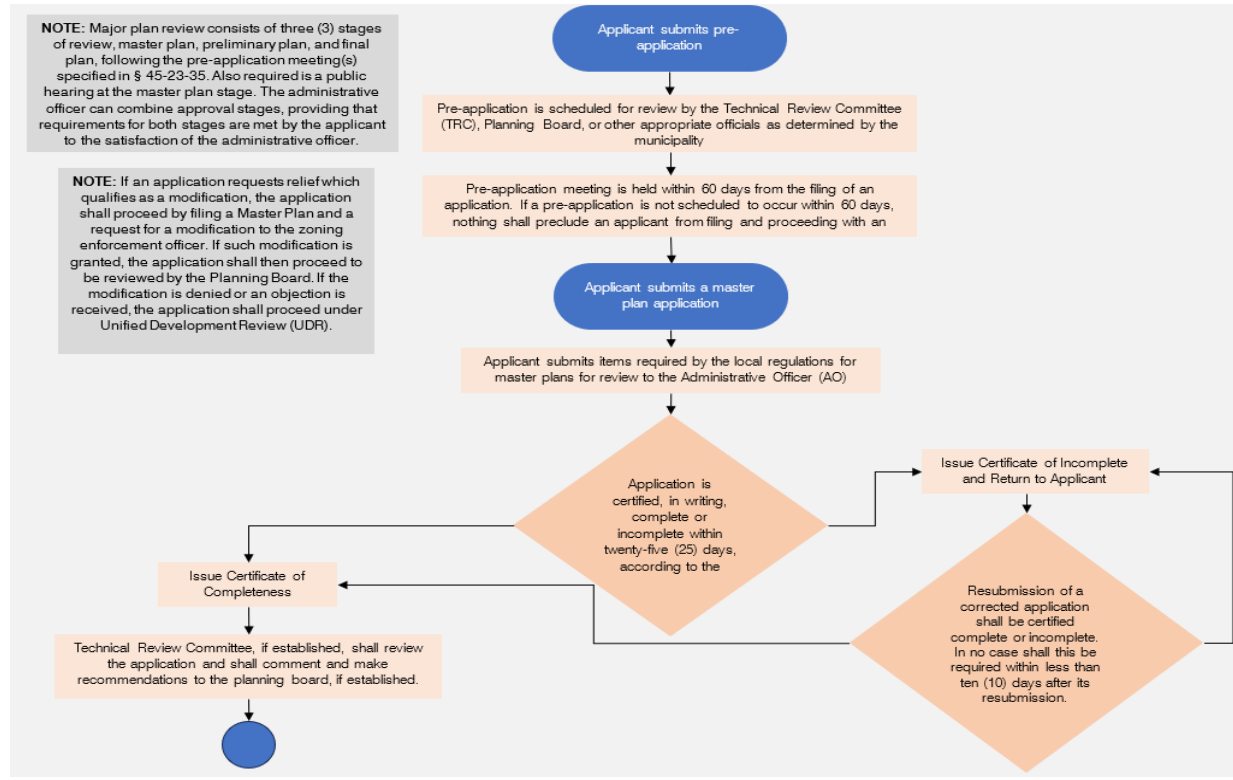 NOTE: Major plan review consists of three (3) stages
of review, master plan, preliminary plan, and final
plan, following the pre-application meeting(s)
specified in § 45-23-35. Also required is a public
hearing at the master plan stage. The administrative
officer can combine approval stages, providing that
requirements for both stages are met by the applicant
to the satisfaction of the administrative officer.
NOTE: If an application requests relief which
qualifies as a modification, the application
shall proceed by filing a Master Plan and a
request for a modification to the zoning
enforcement officer. If such modification is
granted, the application shall then proceed to
be reviewed by the Planning Board. If the
modification is denied or an objection is
received, the application shall proceed under
Unified Development Review (UDR).
Applicant submits pre-
application
Pre-application is scheduled for review by the Technical Review Committee
(TRC), Planning Board, or other appropriate officials as determined by the
municipality
Pre-application meeting is held within 60 days from the filing of an
application. If a pre-application is not scheduled to occur within 60 days,
nothing shall preclude an applicant from filing and proceeding with an
Applicant submits a master
plan application
Applicant submits items required by the local regulations for
master plans for review to the Administrative Officer (AO)
Application is
certified, in writing,
complete or
incomplete within
twenty-five (25) days,
according to the
Issue Certificate of Incomplete
and Return to Applicant
Resubmission of a
corrected application
shall be certified
complete or incomplete.
In no case shall this be
required within less than
ten (10) days after its
resubmission.
Issue Certificate of
Completeness
Technical Review Committee, if established, shall review
the application and shall comment and make
recommendations to the planning board, if established.